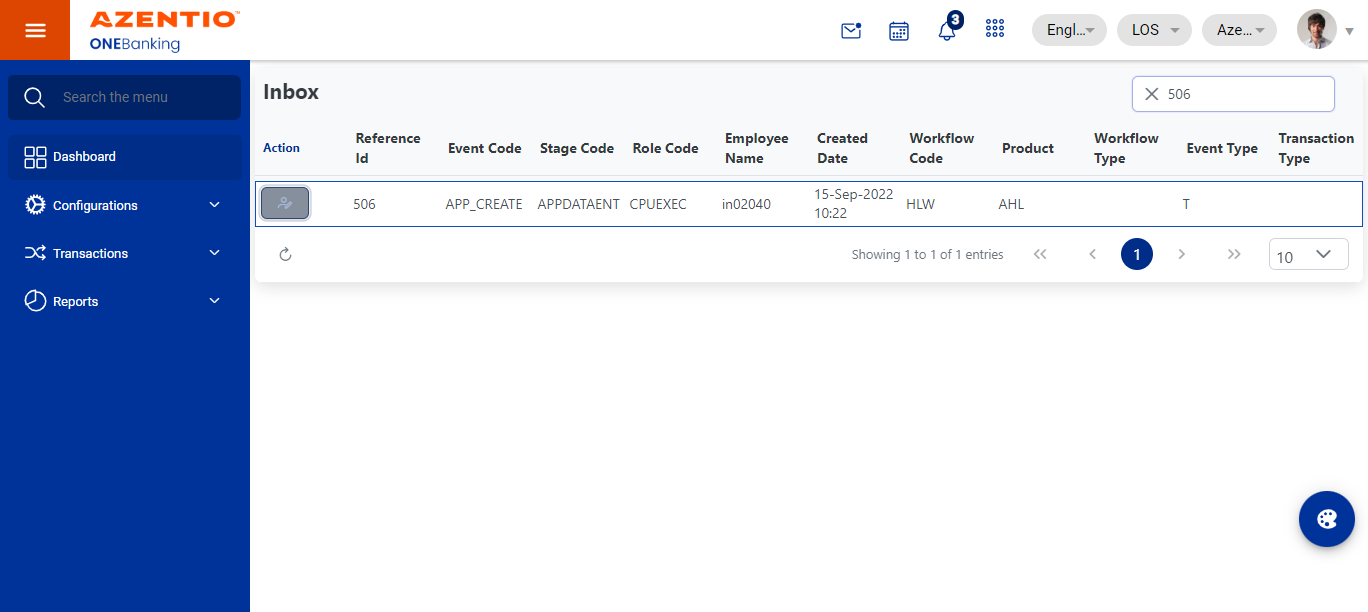 AZENTIO™
ONEBanking
3
Engl...
LOS
Aze...
Search the menu
Dashboard
Configurations
Transactions
Reports
Inbox
506
Action
Reference Id
Event Code
Stage Code
Role Code
Employee Name
Created Date
Workflow Code
Product
Workflow Type
Event Type
Transaction Type
506
APP_CREATE
APPDATAENT
CPUEXEC
in02040
15-Sep-2022 10:22
HLW
AHL
T
Showing 1 to 1 of 1 entries
1
10